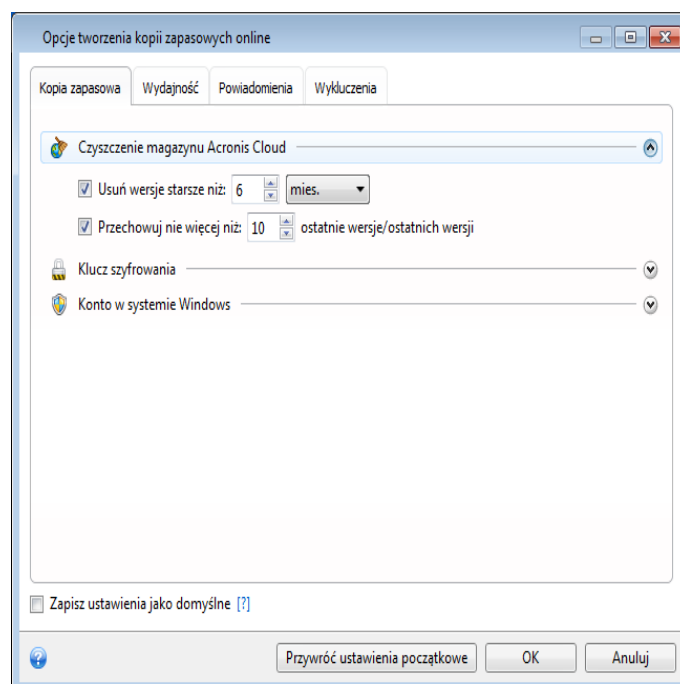 Opcje tworzenia kopii zapasowych online
Kopia zapasowa Wydajność Powiadomienia Wykluczenia
Czyszczenie magazynu Acronis Cloud
Usuń wersje starsze niż: 6 mies.
Przechowuj nie więcej niż: 10 ostatnie wersje/ostatnich wersji
Klucz szyfrowania
Konto w systemie Windows
Zapisz ustawienia jako domyślne [?]
Przywróć ustawienia początkowe OK Anuluj